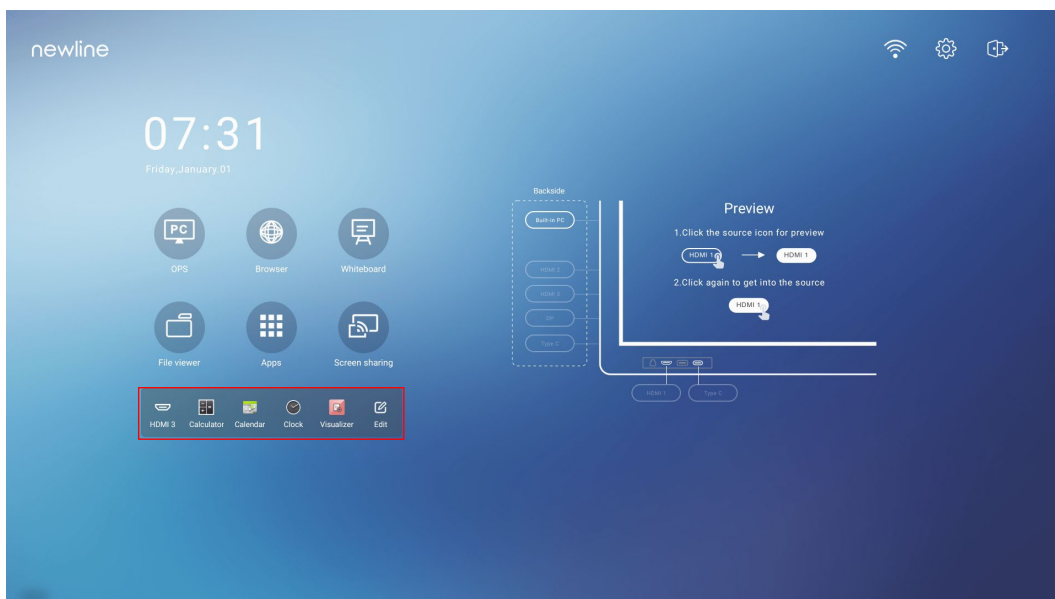 newline
07:31
Friday,January.01
PC
OPS
Browser
Whiteboard
File viewer
Apps
Screen sharing
HDMI 3
Calculator
Calendar
Clock
Visualizer
Edit
Backside
Built-in PC
HDMI 2
HDMI 3
DP
Type C
Preview
1.Click the source icon for preview
HDMI 1
HDMI 1
2.Click again to get into the source
HDMI 1
HDMI 1
Type C